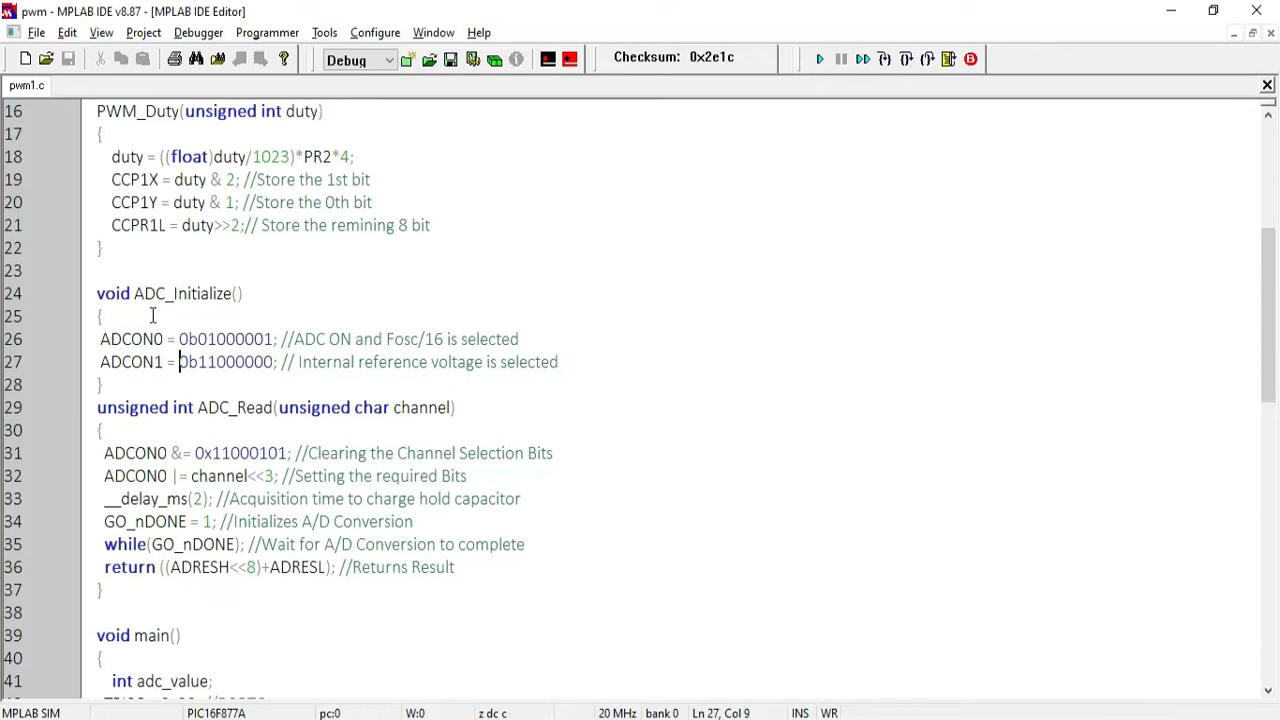 pwm - MPLAB IDE v8.87 - [MPLAB IDE Editor]
File Edit View Project Debugger Programmer Tools Configure Window Help
Debug Checksum: 0x2e1c
pwm1.c
16 PWM_Duty(unsigned int duty)
17 {
18 duty = ((float)duty/1023)*PR2*4;
19 CCP1X = duty & 2; //Store the 1st bit
20 CCP1Y = duty & 1; //Store the 0th bit
21 CCPR1L = duty>>2;// Store the remining 8 bit
22 }
23
24 void ADC_Initialize()
25 {
26 ADCON0 = 0b01000001; //ADC ON and Fosc/16 is selected
27 ADCON1 = 0b11000000; // Internal reference voltage is selected
28 }
29 unsigned int ADC_Read(unsigned char channel)
30 {
31 ADCON0 &= 0x11000101; //Clearing the Channel Selection Bits
32 ADCON0 |= channel<<3; //Setting the required Bits
33 __delay_ms(2); //Acquisition time to charge hold capacitor
34 GO_nDONE = 1; //Initializes A/D Conversion
35 while(GO_nDONE); //Wait for A/D Conversion to complete
36 return ((ADRESH<<8)+ADRESL); //Returns Result
37 }
38
39 void main()
40 {
41 int adc_value;
MPLAB SIM PIC16F877A pc:0 W:0 z dc c 20 MHz bank 0 Ln 27, Col 9 INS WR